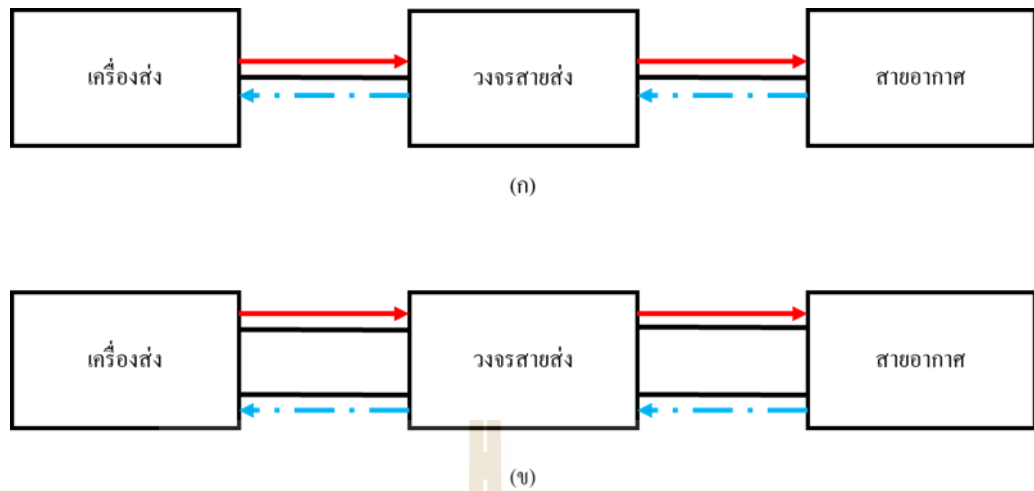 เครื่องส่ง วงจรสายส่ง สายอากาศ
(ก)
เครื่องส่ง วงจรสายส่ง สายอากาศ
(ข)